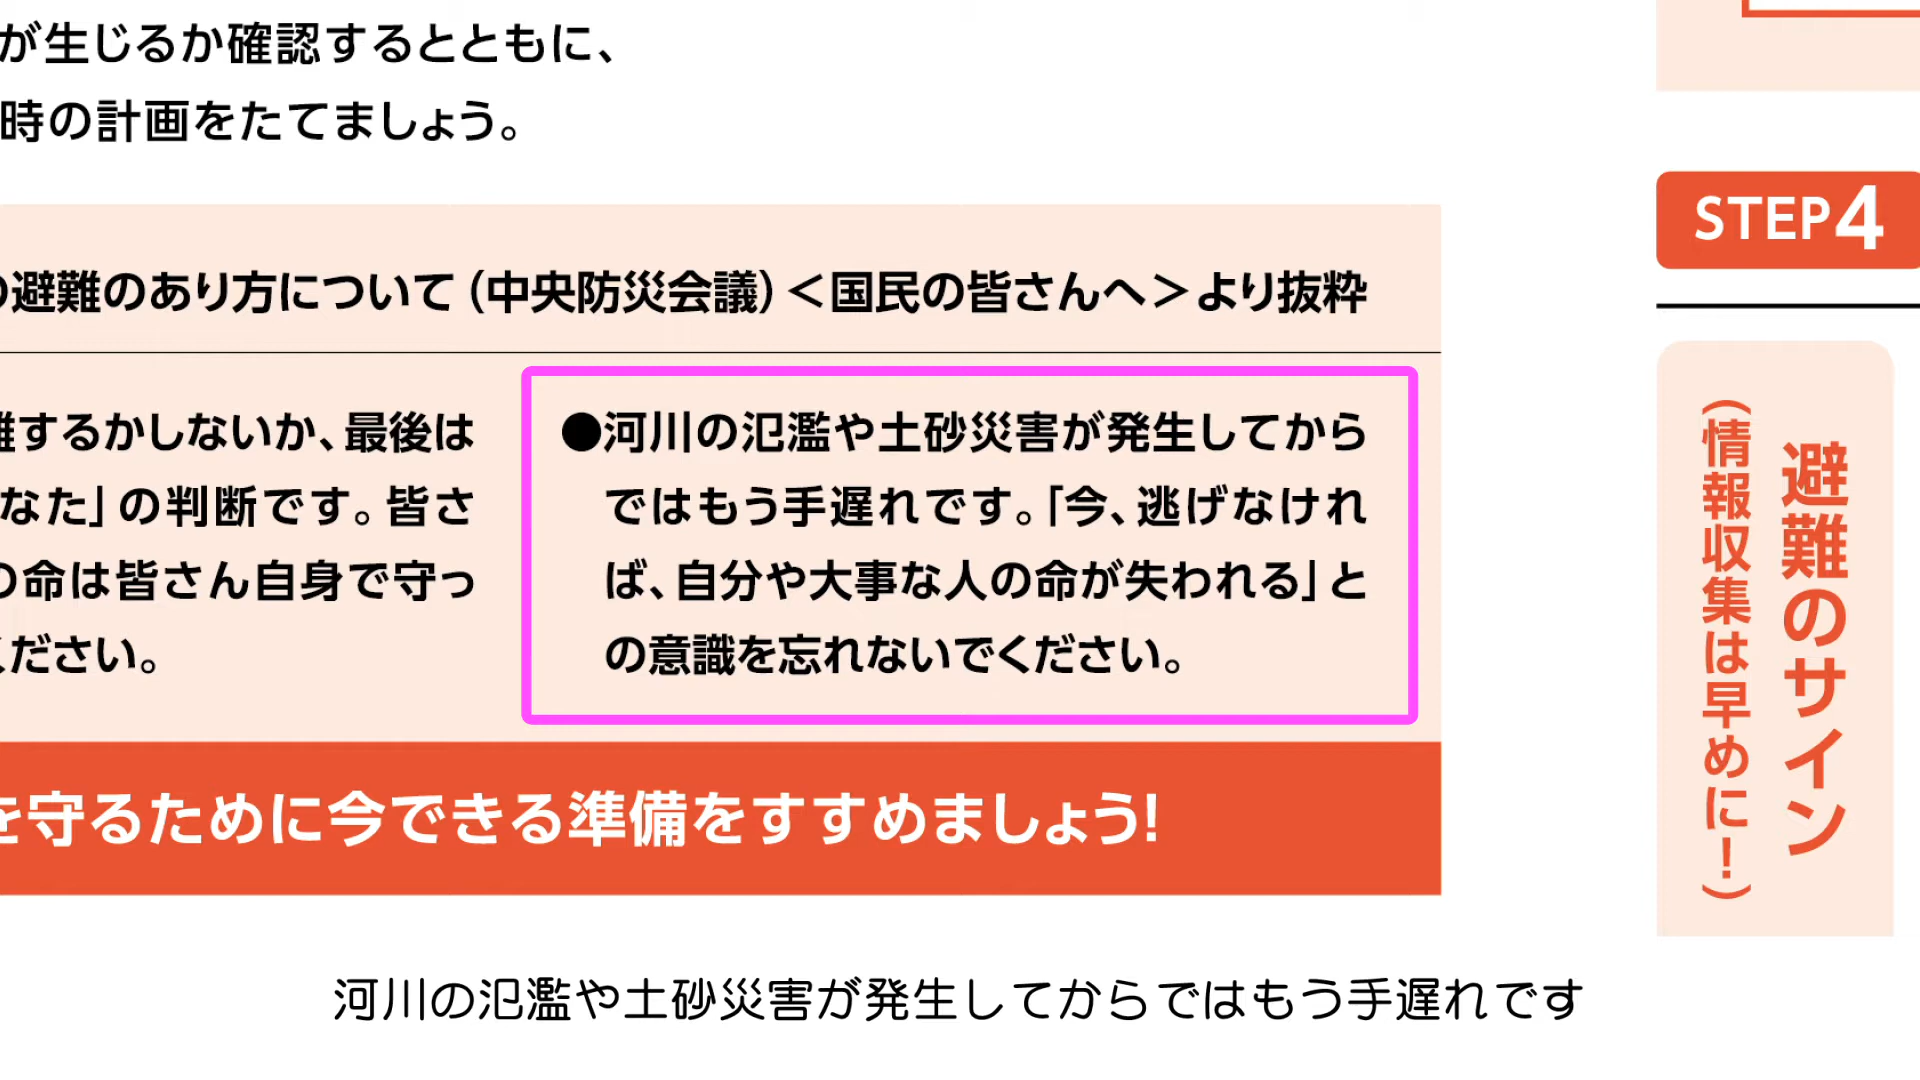 が生じるか確認するとともに、
時の計画をたてましょう。
避難のあり方について（中央防災会議）＜国民の皆さんへ＞より抜粋
するかしないか、最後は
なた」の判断です。皆さ
の命は皆さん自身で守っ
ください。
●河川の氾濫や土砂災害が発生してから
ではもう手遅れです。「今、逃げなけれ
ば、自分や大事な人の命が失われる」と
の意識を忘れないでください。
を守るために今できる準備をすすめましょう!
STEP4
避難のサイン
（情報収集は早めに！）
河川の氾濫や土砂災害が発生してからではもう手遅れです